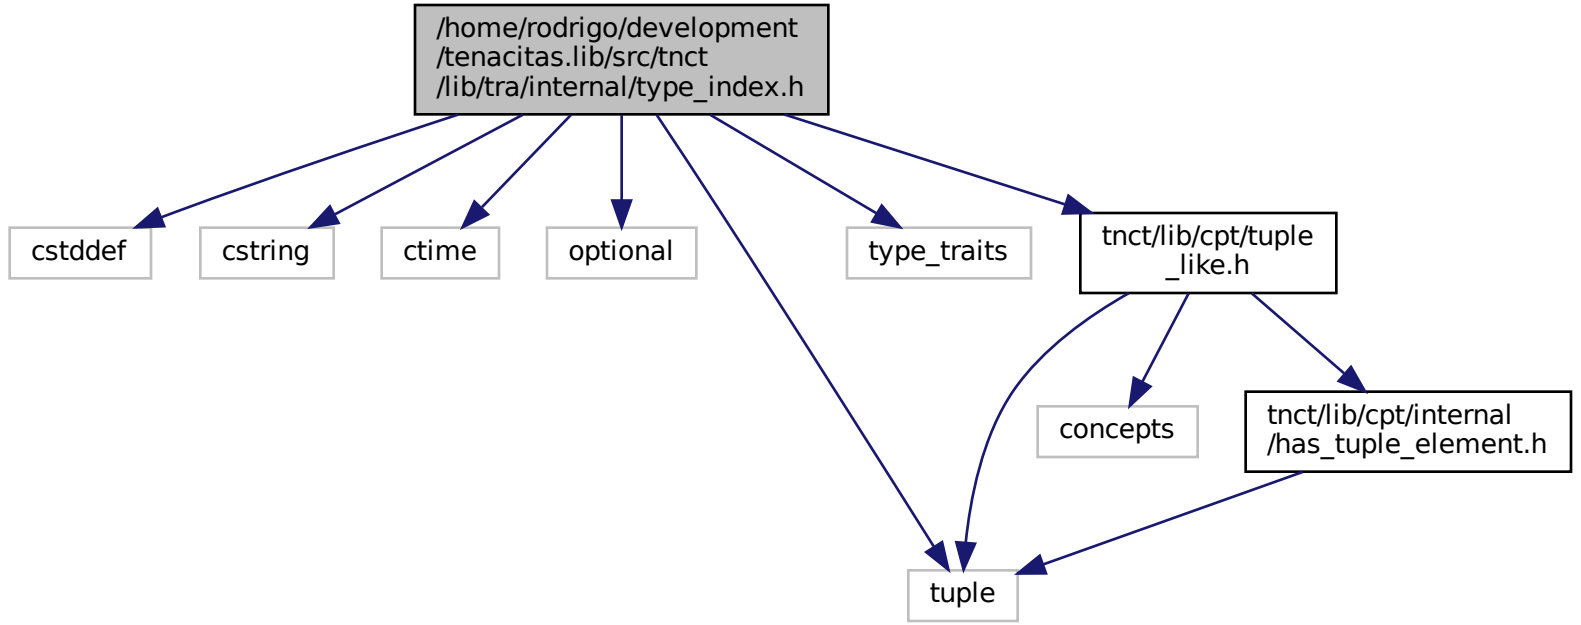 /home/rodrigo/development
/tenacitas.lib/src/tnct
/lib/tra/internal/type_index.h
cstddef
cstring
ctime
optional
type_traits
tnct/lib/cpt/tuple
_like.h
concepts
tnct/lib/cpt/internal
/has_tuple_element.h
tuple